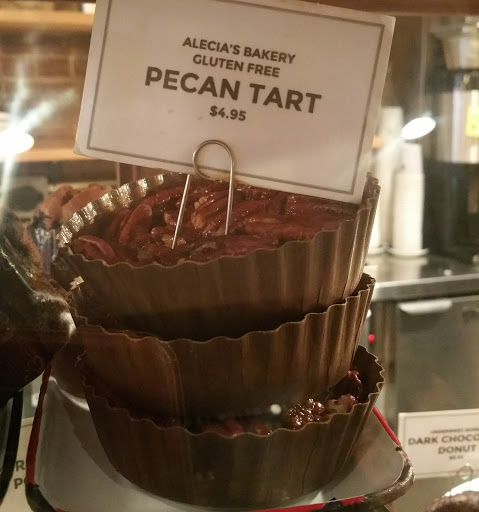 ALECIA'S BAKERY
GLUTEN FREE
PECAN TART
$4.95
DARK CHOCO
DONUT